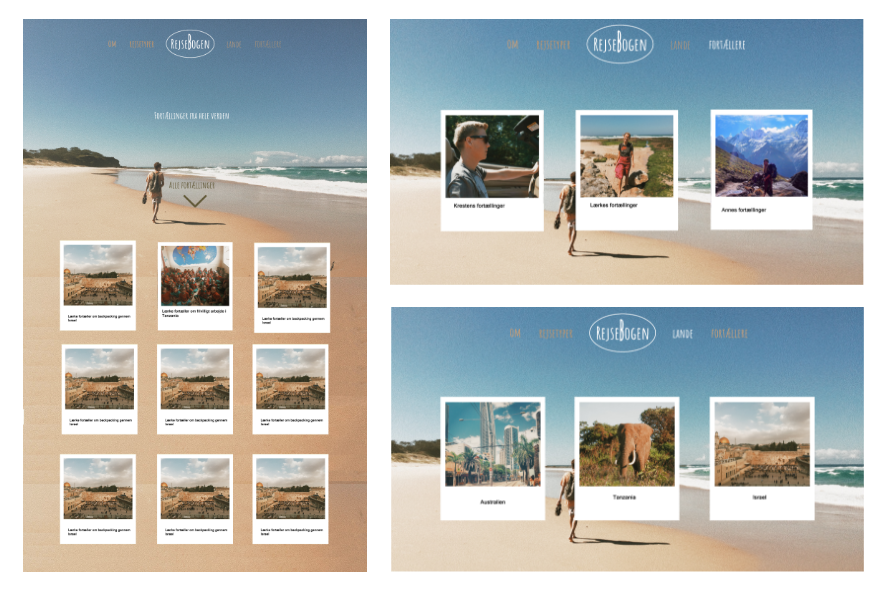 OM REJSETYPER REJSEBOGEN LANDE FORTÆLLERE
FORTÆLLINGER FRA HELE VERDEN
ALLE FORTÆLLINGER
Lærke fortæller om backpacking gennem
Israel
Lærke fortæller om frivilligt arbejde i
Tanzania
Lærke fortæller om backpacking gennem
Israel
Lærke fortæller om backpacking gennem
Israel
Lærke fortæller om backpacking gennem
Israel
Lærke fortæller om backpacking gennem
Israel
Lærke fortæller om backpacking gennem
Israel
Lærke fortæller om backpacking gennem
Israel
Lærke fortæller om backpacking gennem
Israel
OM REJSETYPER REJSEBOGEN LANDE FORTÆLLERE
Krestens fortællinger
Lærkes fortællinger
Annes fortællinger
OM REJSETYPER REJSEBOGEN LANDE FORTÆLLERE
Australien
Tanzania
Israel